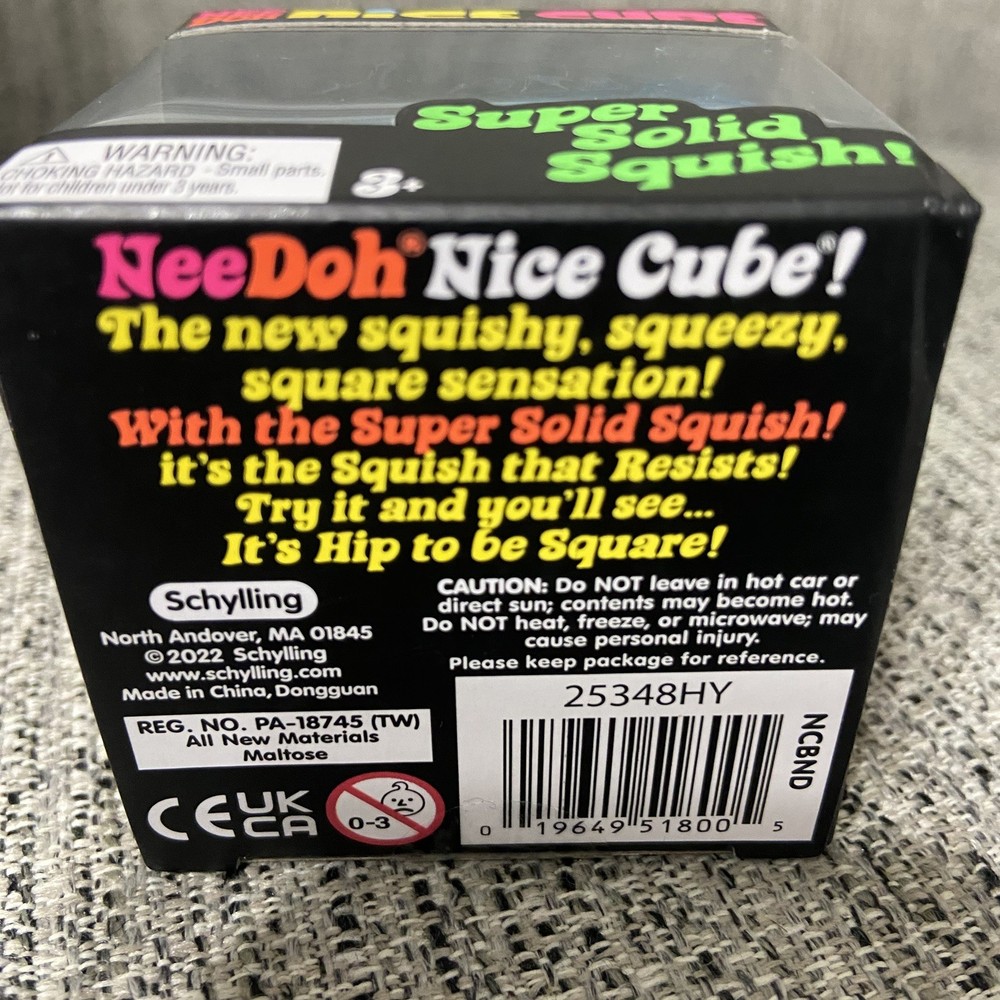 NeeDoh NICE CUBE
Super
Solid
Squish!
WARNING:
CHOKING HAZARD - Small parts.
Not for children under 3 years.
3+
NeeDoh® Nice Cube®!
The new squishy, squeezy,
square sensation!
With the Super Solid Squish!
it's the Squish that Resists!
Try it and you'll see...
It's Hip to be Square!
Schylling
North Andover, MA 01845
©2022 Schylling
www.schylling.com
Made in China, Dongguan
REG. NO. PA-18745 (TW)
All New Materials
Maltose
CE UK
CA
0-3
CAUTION: Do NOT leave in hot car or
direct sun; contents may become hot.
Do NOT heat, freeze, or microwave; may
cause personal injury.
Please keep package for reference.
25348HY
NCBND
0 19649 51800 5